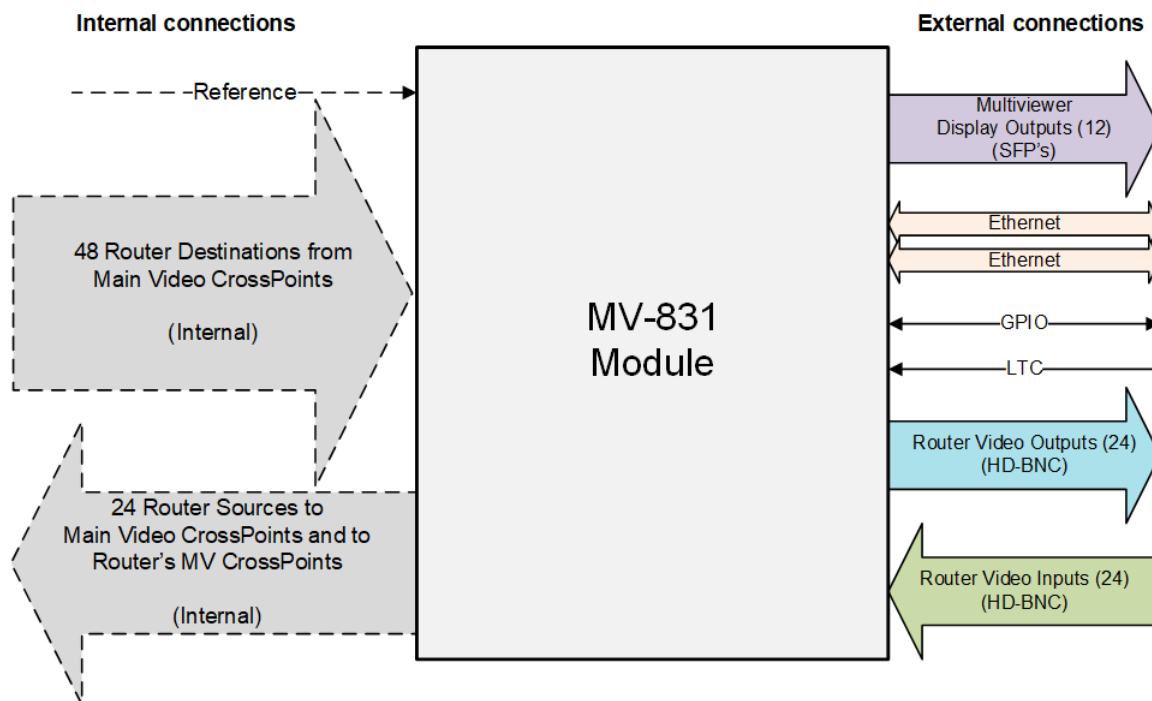 Internal connections
External connections
Reference
48 Router Destinations from
Main Video CrossPoints
(Internal)
24 Router Sources to
Main Video CrossPoints and to
Router's MV CrossPoints
(Internal)
MV-831
Module
Multiviewer
Display Outputs (12)
(SFP's)
Ethernet
Ethernet
GPIO
LTC
Router Video Outputs (24)
(HD-BNC)
Router Video Inputs (24)
(HD-BNC)